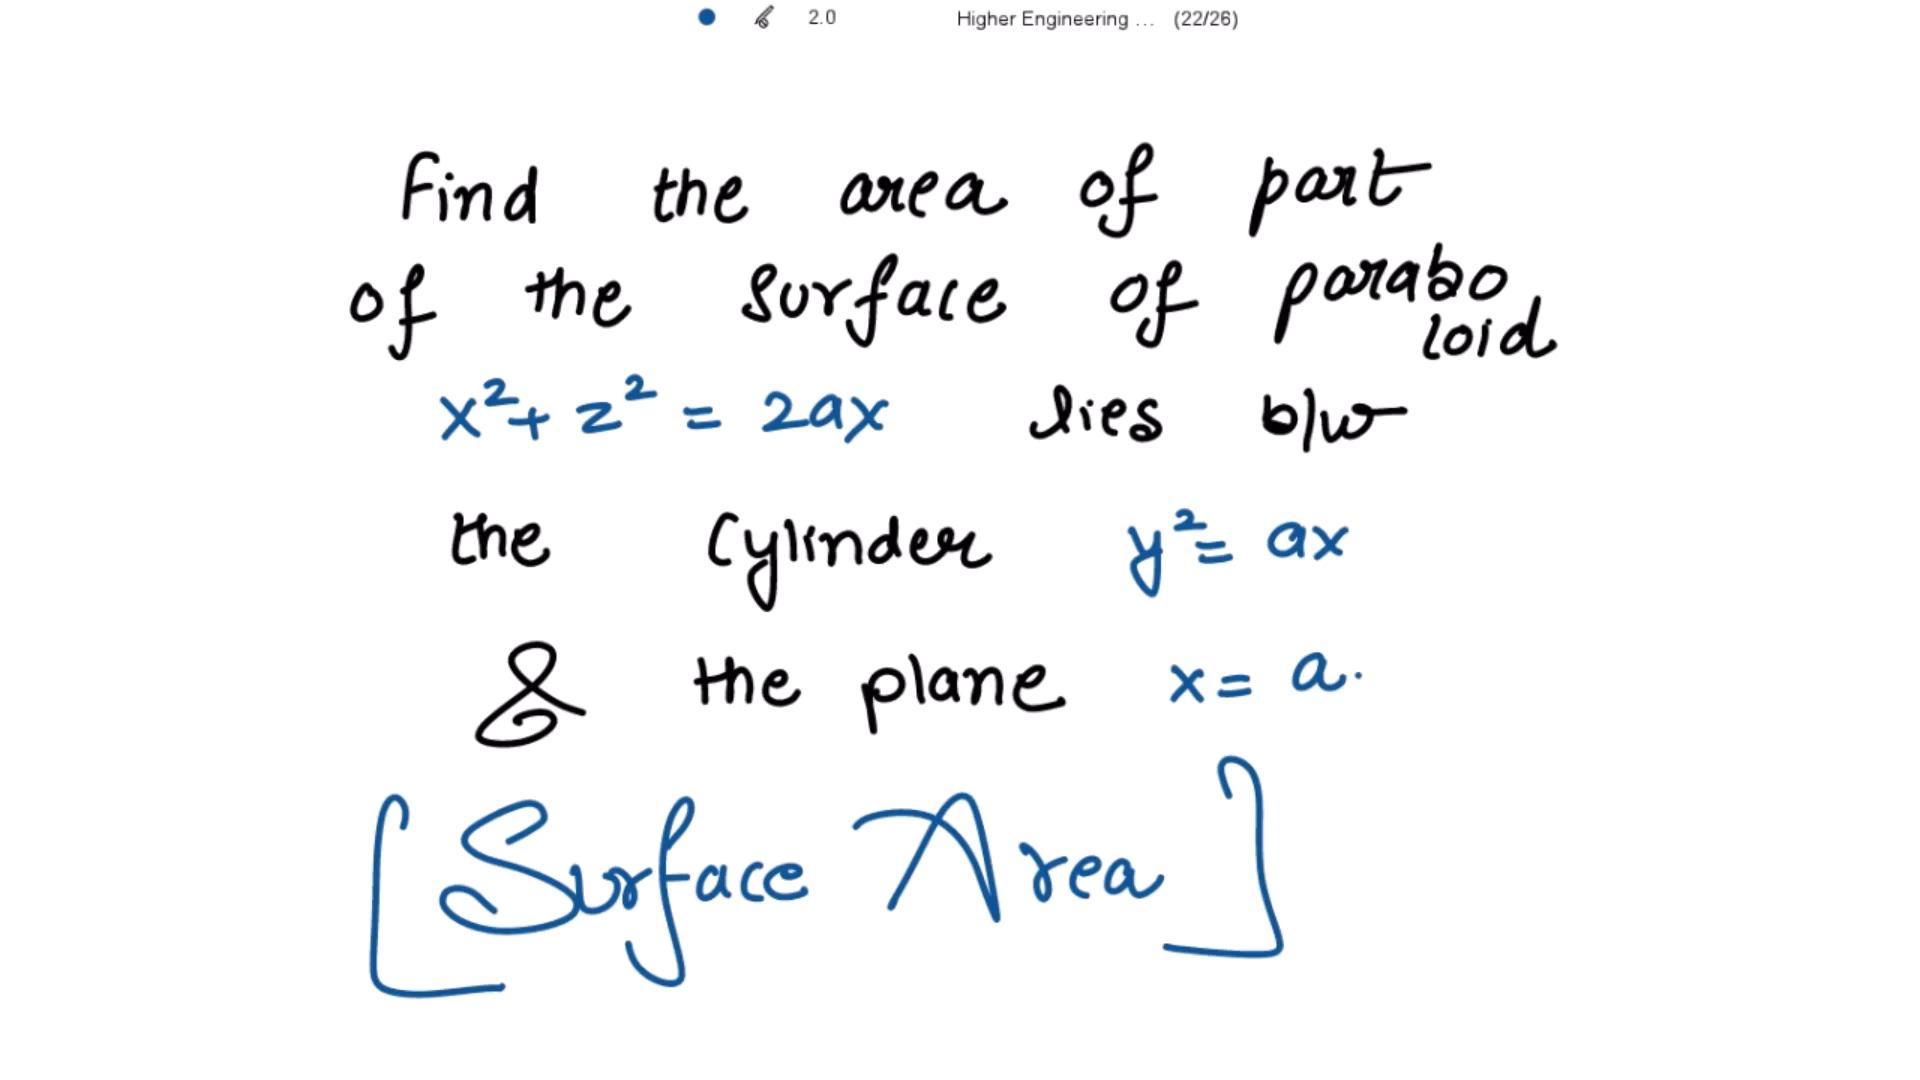 2.0 Higher Engineering ... (22/26)
Find the area of part
of the surface of parabo
loid
x²+ z² = 2ax lies b/w
the Cylinder y²= ax
& the plane x= a.
[Surface Area]